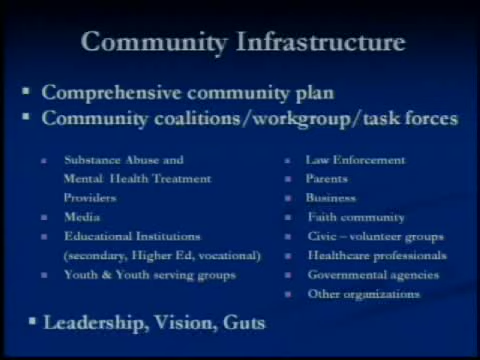 Community Infrastructure
Comprehensive community plan
Community coalitions/workgroup/task forces
Substance Abuse and
Mental Health Treatment
Providers
Media
Educational Institutions
(secondary, Higher Ed, vocational)
Youth & Youth serving groups
Law Enforcement
Parents
Business
Faith community
Civic – volunteer groups
Healthcare professionals
Governmental agencies
Other organizations
Leadership, Vision, Guts